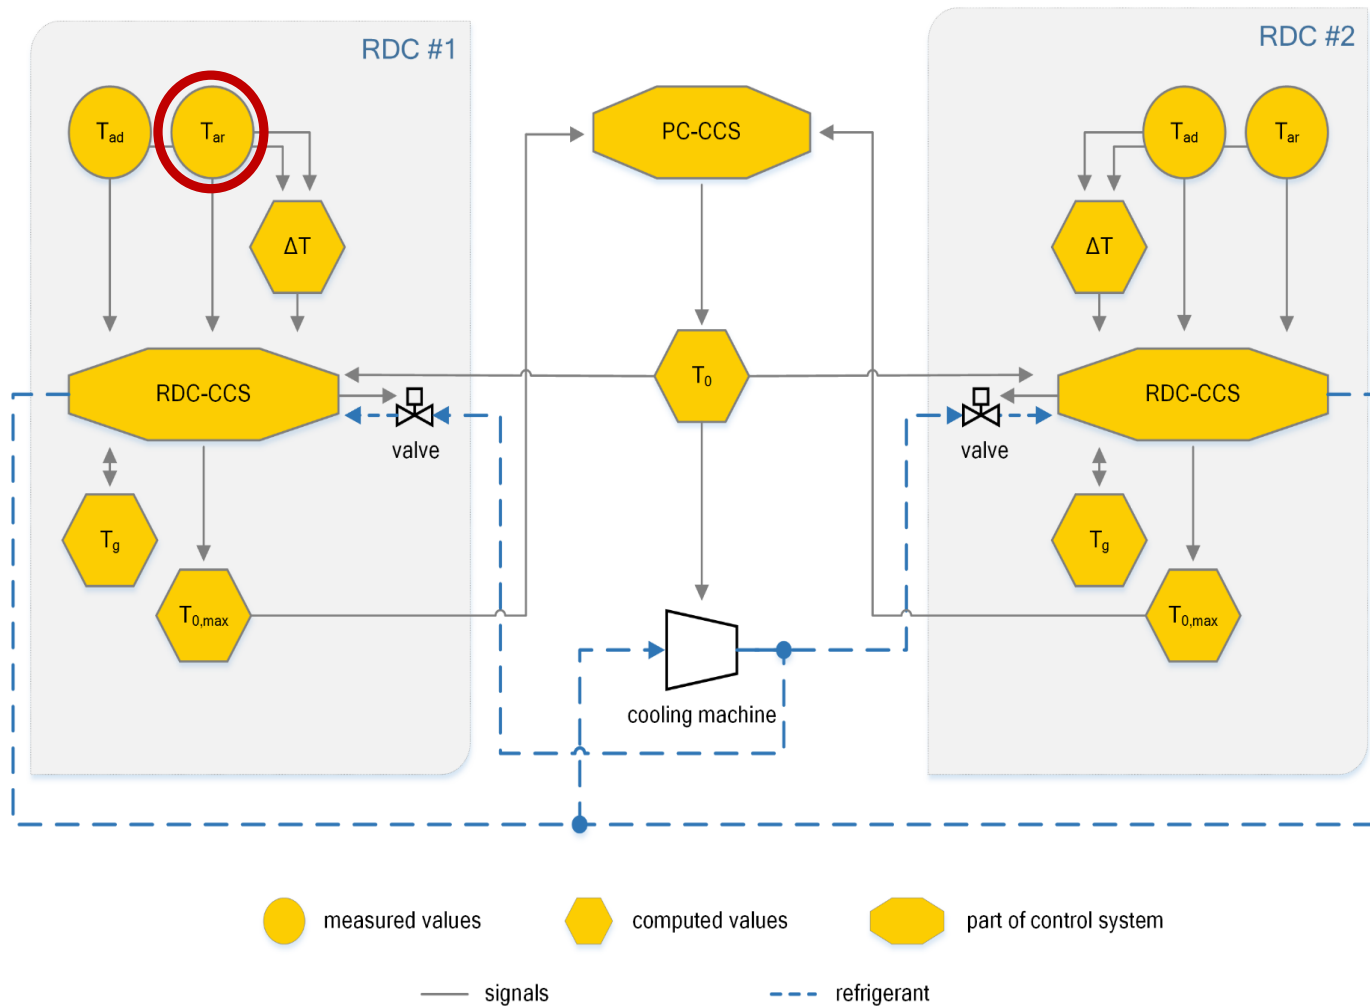 RDC #1
RDC #2
Tad
Tar
PC-CCS
Tad
Tar
ΔT
ΔT
T0
RDC-CCS
RDC-CCS
valve
valve
Tg
Tg
T0,max
T0,max
cooling machine
measured values
computed values
part of control system
signals
refrigerant